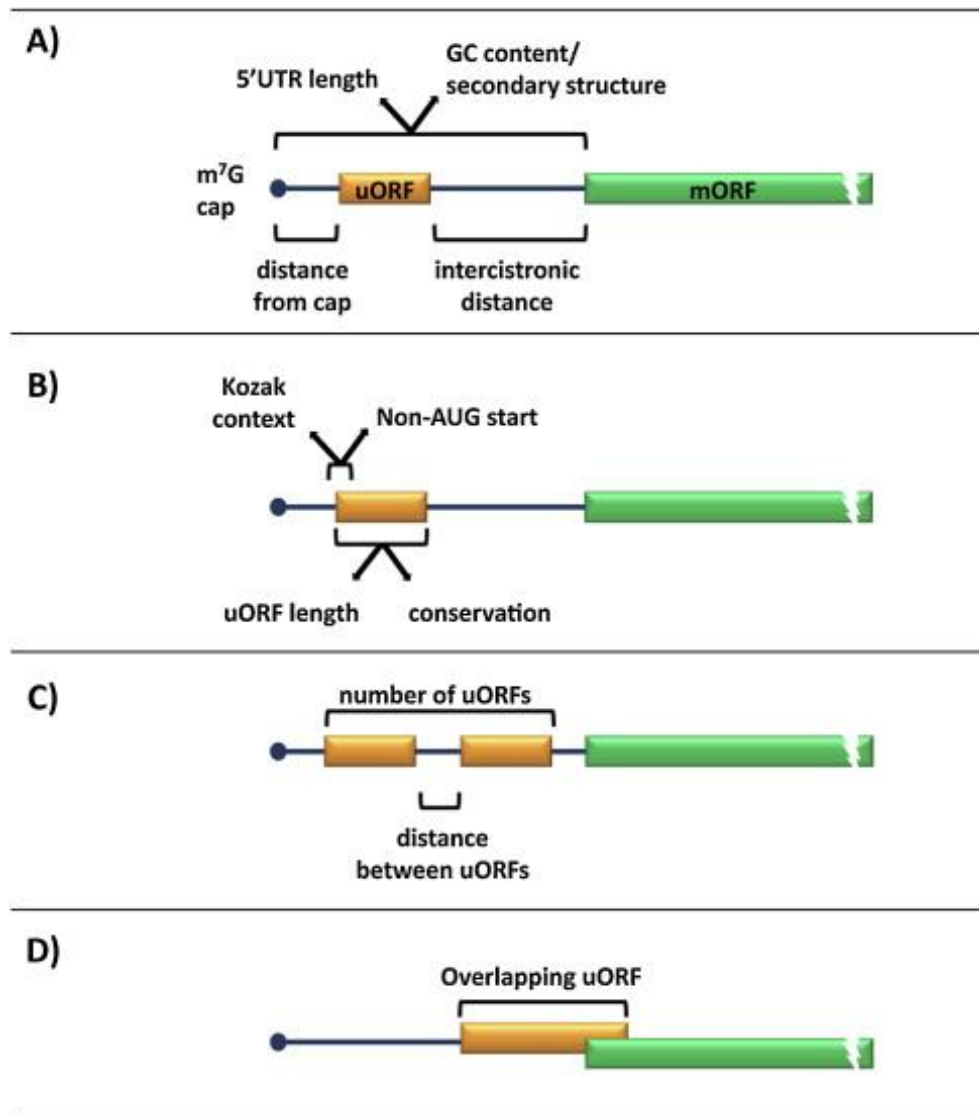 A)
5'UTR length
GC content/
secondary structure
m⁷G
cap
uORF
mORF
distance
from cap
intercistronic
distance
B)
Kozak
context
Non-AUG start
uORF length
conservation
C)
number of uORFs
distance
between uORFs
D)
Overlapping uORF